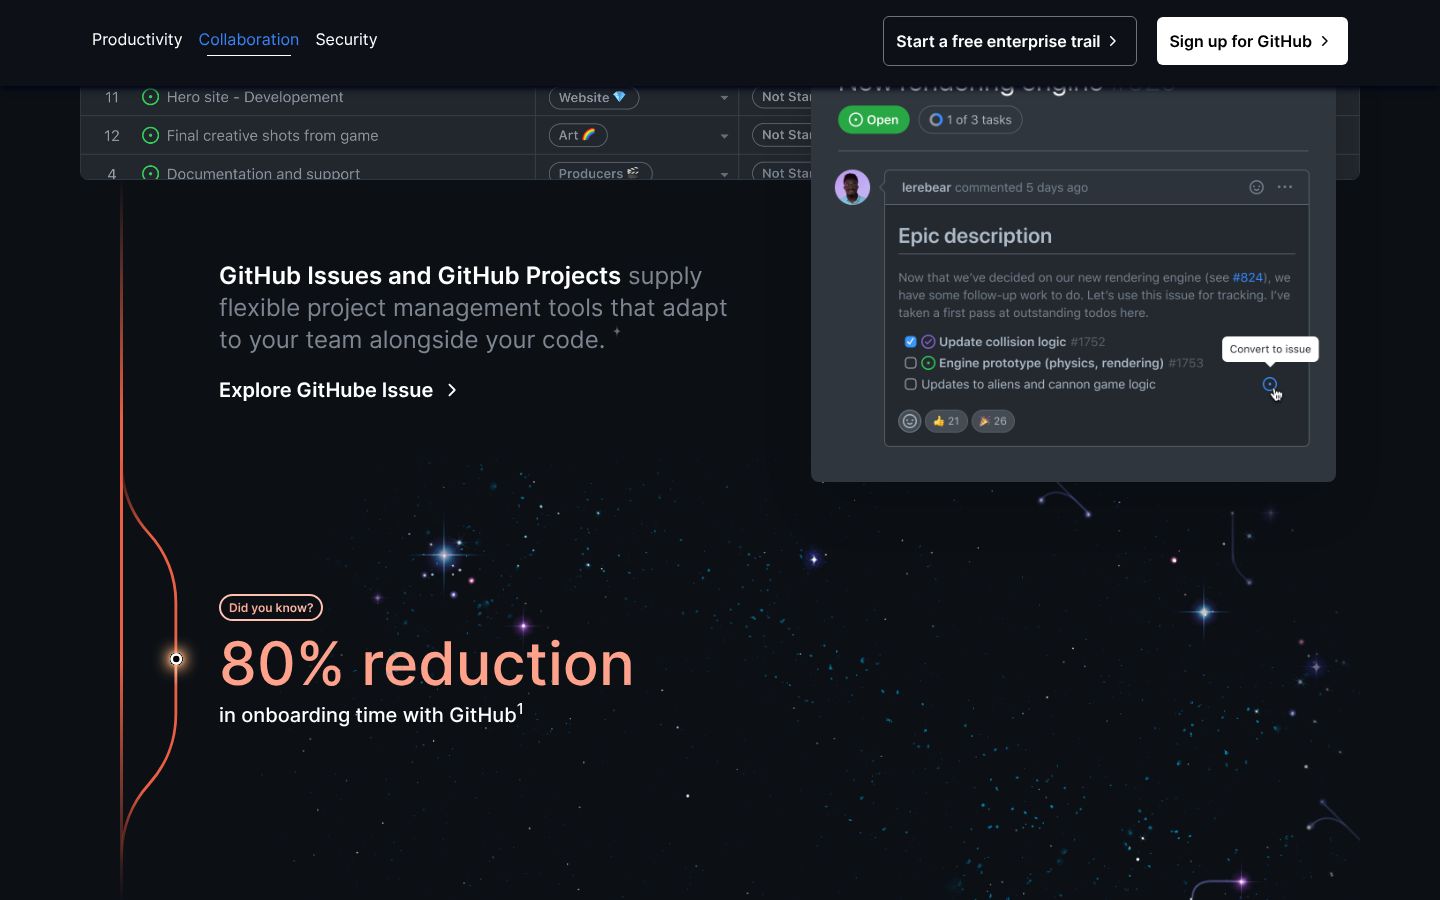 Productivity Collaboration Security
Start a free enterprise trail
Sign up for GitHub
11 Hero site - Developement Website
12 Final creative shots from game Art
4 Documentation and support Producers
New rendering engine
Open 1 of 3 tasks
lerebear commented 5 days ago
Epic description
Now that we've decided on our new rendering engine (see #824), we
have some follow-up work to do. Let's use this issue for tracking. I've
taken a first pass at outstanding todos here.
Update collision logic #1752
Convert to issue
Engine prototype (physics, rendering) #1753
Updates to aliens and cannon game logic
21 26
GitHub Issues and GitHub Projects supply
flexible project management tools that adapt
to your team alongside your code.
Explore GitHube Issue
Did you know?
80% reduction
in onboarding time with GitHub1